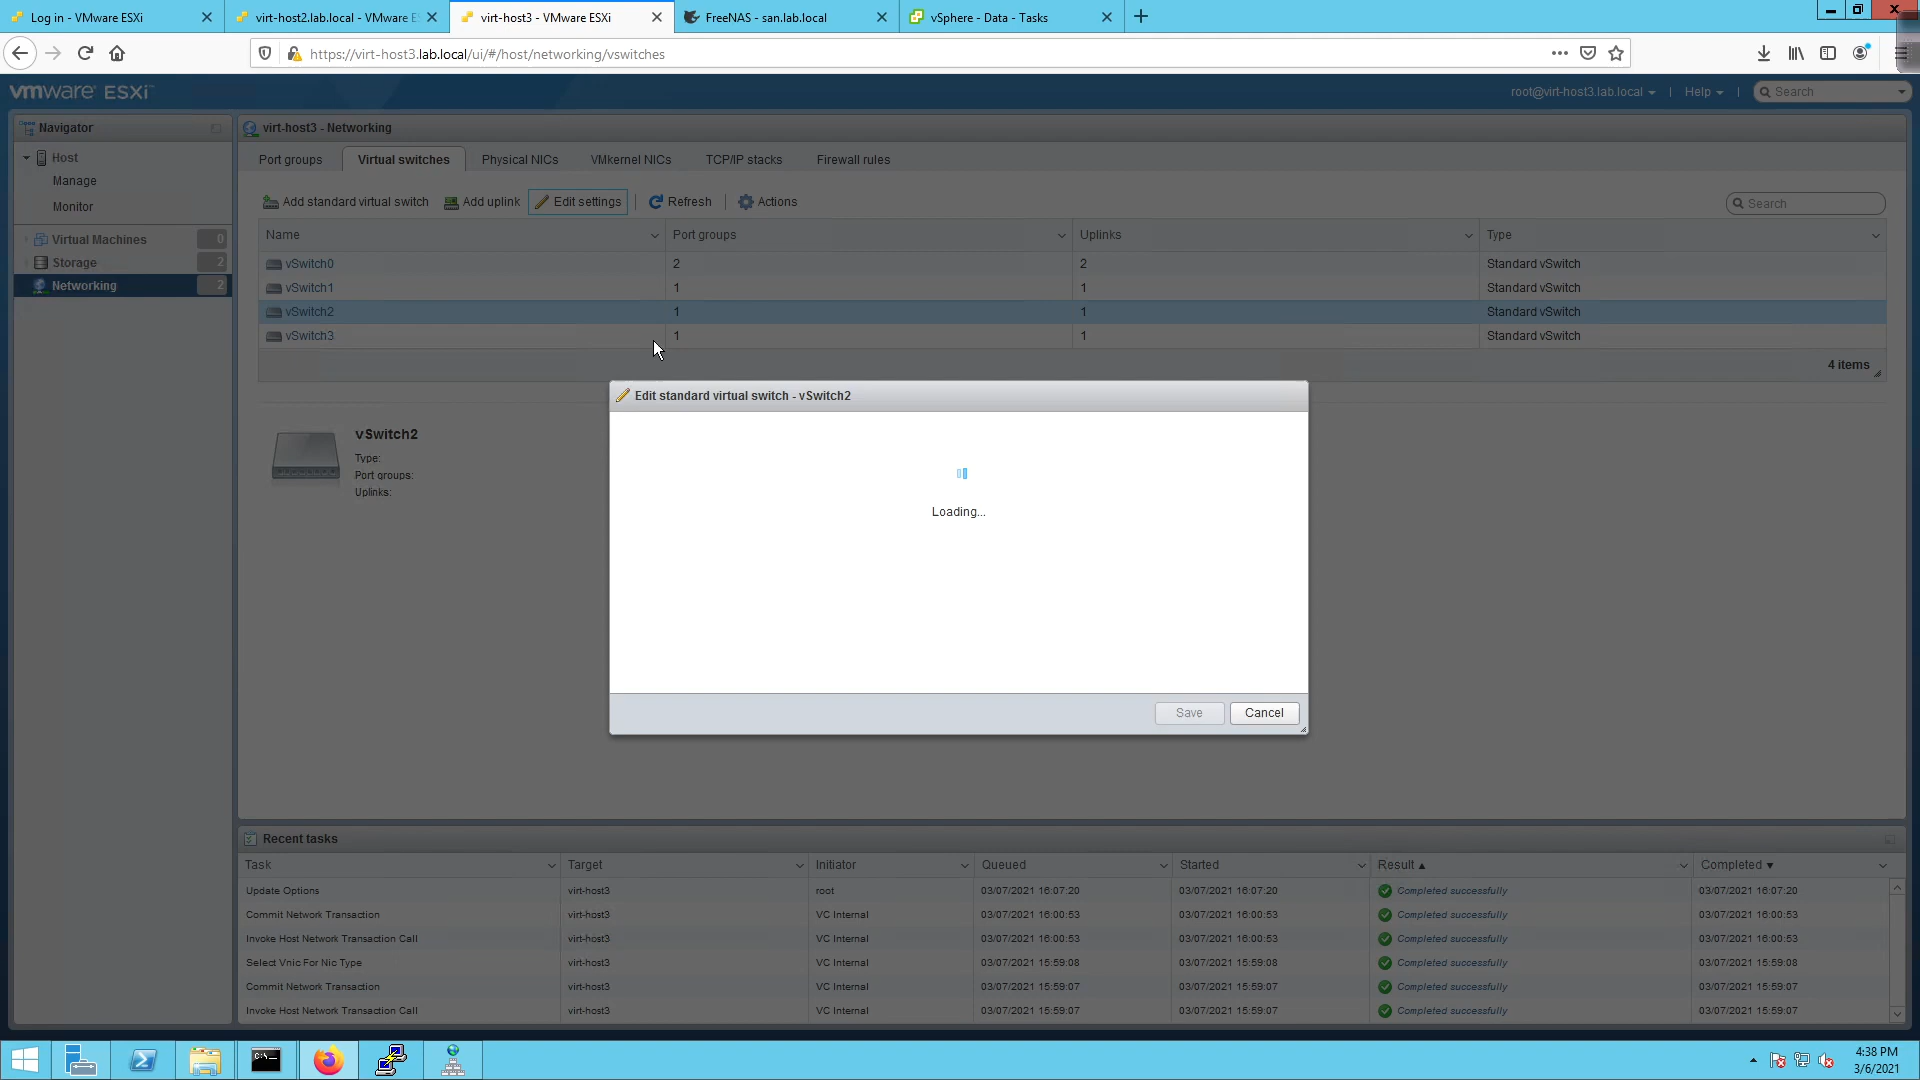 Log in - VMware ESXi
virt-host2.lab.local - VMware E
virt-host3 - VMware ESXi
FreeNAS - san.lab.local
vSphere - Data - Tasks
https://virt-host3.lab.local/ui/#/host/networking/vswitches
vmware ESXi
root@virt-host3.lab.local
Help
Search
Navigator
virt-host3 - Networking
Host
Manage
Monitor
Virtual Machines 0
Storage 2
Networking 2
Port groups
Virtual switches
Physical NICs
VMkernel NICs
TCP/IP stacks
Firewall rules
Add standard virtual switch
Add uplink
Edit settings
Refresh
Actions
Search
Name Port groups Uplinks Type
vSwitch0 2 2 Standard vSwitch
vSwitch1 1 1 Standard vSwitch
vSwitch2 1 1 Standard vSwitch
vSwitch3 1 1 Standard vSwitch
4 items
Edit standard virtual switch - vSwitch2
Loading...
Save
Cancel
vSwitch2
Type:
Port groups:
Uplinks:
Recent tasks
Task Target Initiator Queued Started Result Completed
Update Options virt-host3 root 03/07/2021 16:07:20 03/07/2021 16:07:20 Completed successfully 03/07/2021 16:07:20
Commit Network Transaction virt-host3 VC Internal 03/07/2021 16:00:53 03/07/2021 16:00:53 Completed successfully 03/07/2021 16:00:53
Invoke Host Network Transaction Call virt-host3 VC Internal 03/07/2021 16:00:53 03/07/2021 16:00:53 Completed successfully 03/07/2021 16:00:53
Select Vnic For Nic Type virt-host3 VC Internal 03/07/2021 15:59:08 03/07/2021 15:59:08 Completed successfully 03/07/2021 15:59:08
Commit Network Transaction virt-host3 VC Internal 03/07/2021 15:59:07 03/07/2021 15:59:07 Completed successfully 03/07/2021 15:59:07
Invoke Host Network Transaction Call virt-host3 VC Internal 03/07/2021 15:59:07 03/07/2021 15:59:07 Completed successfully 03/07/2021 15:59:07
4:38 PM
3/6/2021